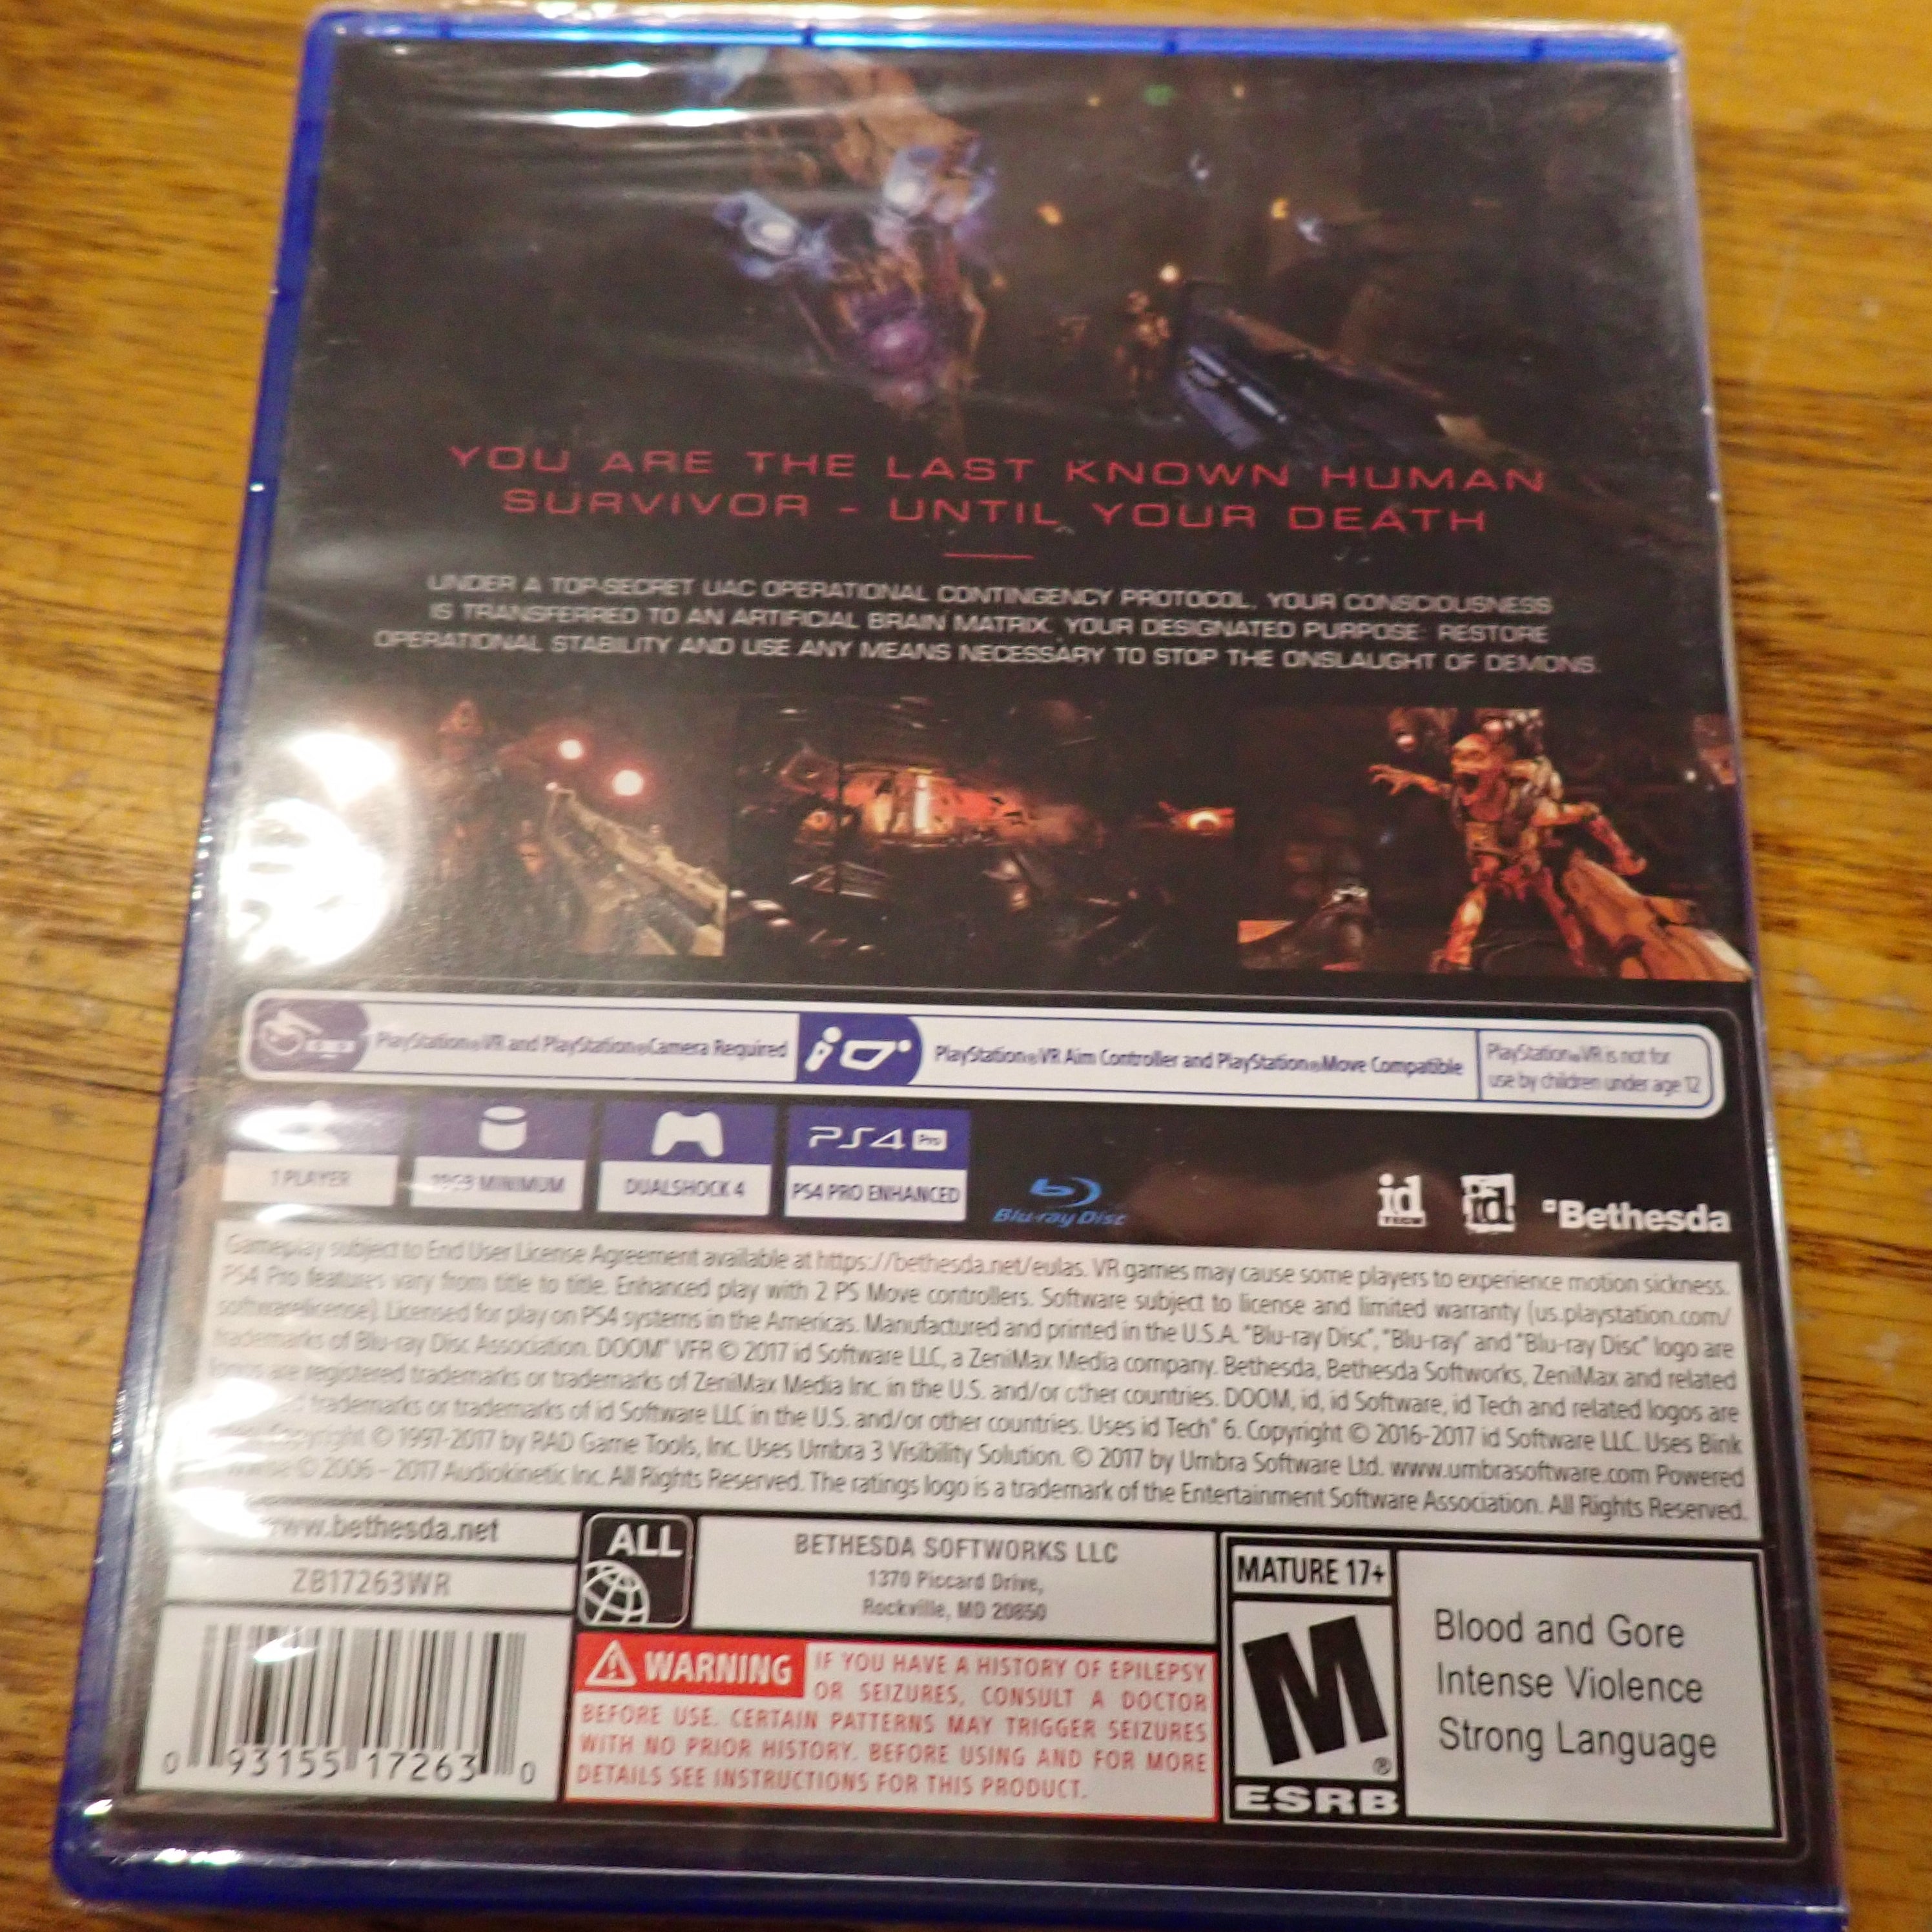 YOU ARE THE LAST KNOWN HUMAN
SURVIVOR - UNTIL YOUR DEATH
UNDER A TOP-SECRET UAC OPERATIONAL CONTINGENCY PROTOCOL, YOUR CONSCIOUSNESS
IS TRANSFERRED TO AN ARTIFICIAL BRAIN MATRIX. YOUR DESIGNATED PURPOSE: RESTORE
OPERATIONAL STABILITY AND USE ANY MEANS NECESSARY TO STOP THE ONSLAUGHT OF DEMONS.
PlayStation®VR and PlayStation®Camera Required
PlayStation®VR Aim Controller and PlayStation®Move Compatible
PlayStation®VR is not for
use by children under age 12
1 PLAYER
MINIMUM
DUALSHOCK 4
PS4 Pro
PS4 PRO ENHANCED
Blu-ray Disc
id TECH
id
Bethesda
Gameplay subject to End User License Agreement available at https://bethesda.net/eulas. VR games may cause some players to experience motion sickness.
PS4 Pro features vary from title to title. Enhanced play with 2 PS Move controllers. Software subject to license and limited warranty (us.playstation.com/
softwarelicense). Licensed for play on PS4 systems in the Americas. Manufactured and printed in the U.S.A. "Blu-ray Disc", "Blu-ray" and "Blu-ray Disc" logo are
trademarks of Blu-ray Disc Association. DOOM® VFR © 2017 id Software LLC, a ZeniMax Media company. Bethesda, Bethesda Softworks, ZeniMax and related
logos are registered trademarks or trademarks of ZeniMax Media Inc. in the U.S. and/or other countries. DOOM, id, id Software, id Tech and related logos are
trademarks or trademarks of id Software LLC in the U.S. and/or other countries. Uses id Tech® 6. Copyright © 2016-2017 id Software LLC. Uses Bink
Copyright © 1997-2017 by RAD Game Tools, Inc. Uses Umbra 3 Visibility Solution. © 2017 by Umbra Software Ltd. www.umbrasoftware.com Powered
© 2006 - 2017 Audiokinetic Inc. All Rights Reserved. The ratings logo is a trademark of the Entertainment Software Association. All Rights Reserved.
www.bethesda.net
ZB17263WR
ALL
BETHESDA SOFTWORKS LLC
1370 Piccard Drive,
Rockville, MD 20850
WARNING IF YOU HAVE A HISTORY OF EPILEPSY
OR SEIZURES, CONSULT A DOCTOR
BEFORE USE. CERTAIN PATTERNS MAY TRIGGER SEIZURES
WITH NO PRIOR HISTORY. BEFORE USING AND FOR MORE
DETAILS SEE INSTRUCTIONS FOR THIS PRODUCT.
0 93155 17263 0
MATURE 17+
M®
ESRB
Blood and Gore
Intense Violence
Strong Language